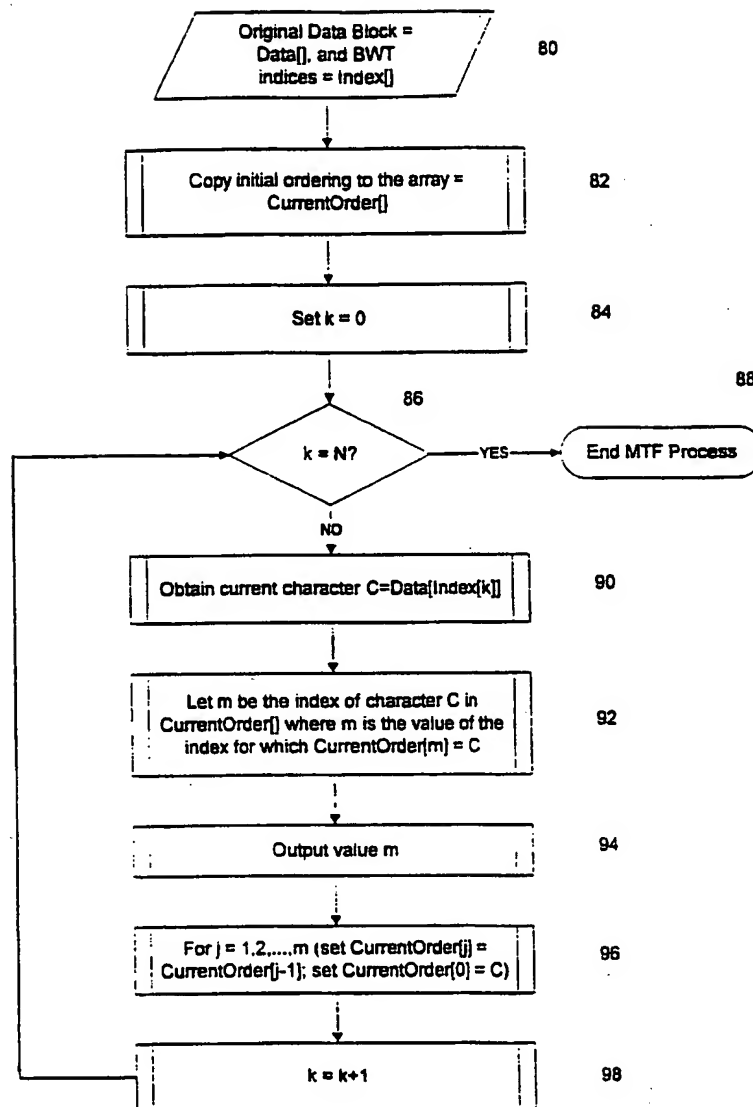 Original Data Block =
Data[], and BWT
indices = Index[]
80
Copy initial ordering to the array =
CurrentOrder[]
82
Set k = 0
84
86
88
k = N?
YES
End MTF Process
NO
Obtain current character C=Data[Index[k]]
90
Let m be the index of character C in
CurrentOrder[] where m is the value of the
index for which CurrentOrder[m] = C
92
Output value m
94
For j = 1,2,...,m (set CurrentOrder[j] =
CurrentOrder[j-1]; set CurrentOrder[0] = C)
96
k = k+1
98